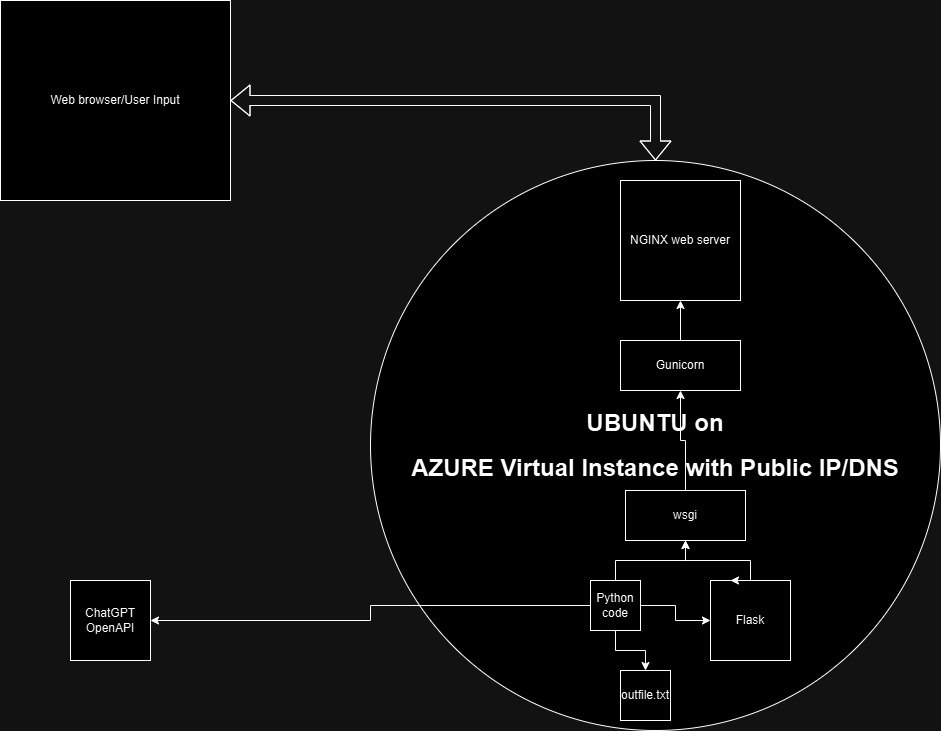 Web browser/User Input
NGINX web server
Gunicorn
UBUNTU on
AZURE Virtual Instance with Public IP/DNS
wsgi
Python
code
ChatGPT
OpenAPI
Flask
outfile.txt